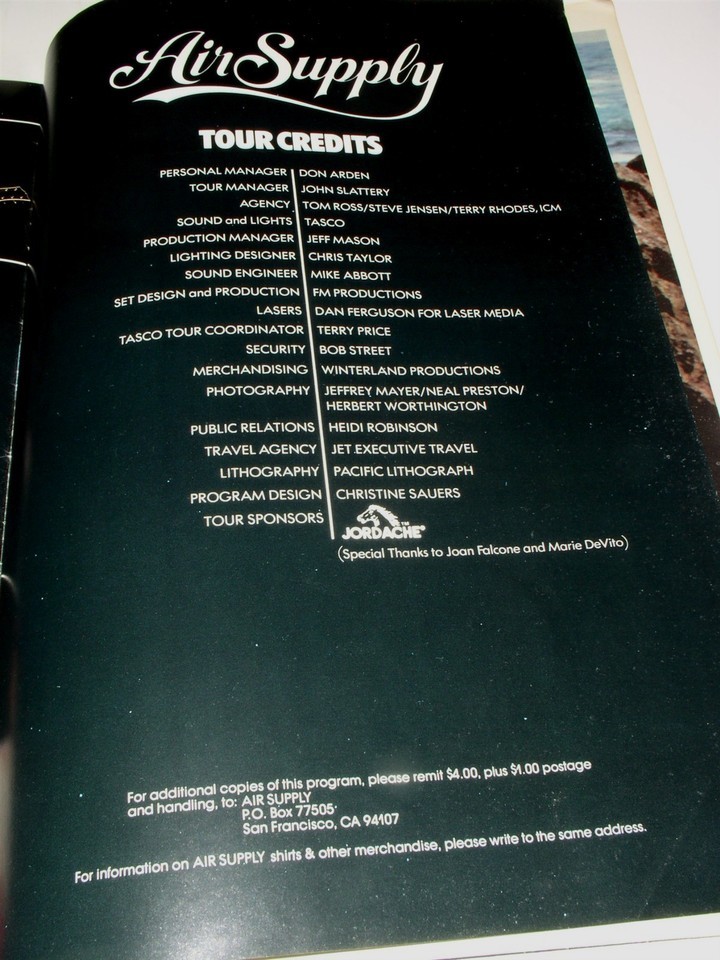 Air Supply
TOUR CREDITS
PERSONAL MANAGER DON ARDEN
TOUR MANAGER JOHN SLATTERY
AGENCY TOM ROSS/STEVE JENSEN/TERRY RHODES, ICM
SOUND and LIGHTS TASCO
PRODUCTION MANAGER JEFF MASON
LIGHTING DESIGNER CHRIS TAYLOR
SOUND ENGINEER MIKE ABBOTT
SET DESIGN and PRODUCTION FM PRODUCTIONS
LASERS DAN FERGUSON FOR LASER MEDIA
TASCO TOUR COORDINATOR TERRY PRICE
SECURITY BOB STREET
MERCHANDISING WINTERLAND PRODUCTIONS
PHOTOGRAPHY JEFFREY MAYER/NEAL PRESTON/
HERBERT WORTHINGTON
PUBLIC RELATIONS HEIDI ROBINSON
TRAVEL AGENCY JET EXECUTIVE TRAVEL
LITHOGRAPHY PACIFIC LITHOGRAPH
PROGRAM DESIGN CHRISTINE SAUERS
TOUR SPONSORS JORDACHE®™
(Special Thanks to Joan Falcone and Marie DeVito)
For additional copies of this program, please remit $4.00, plus $1.00 postage
and handling, to: AIR SUPPLY
P.O. Box 77505
San Francisco, CA 94107
For information on AIR SUPPLY shirts & other merchandise, please write to the same address.